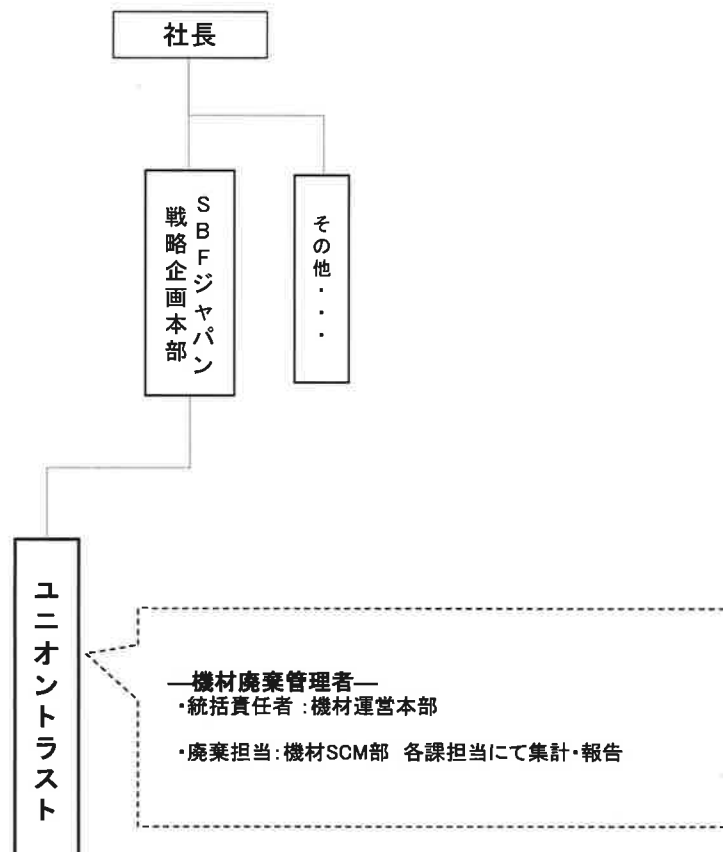 社長
SBFジャパン
戦略企画本部
その他・・・
ユニオントラスト
―機材廃棄管理者―
・統括責任者：機材運営本部
・廃棄担当：機材SCM部 各課担当にて集計・報告